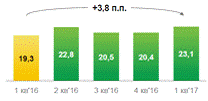 +3,8 п.п.
19,3 22,8 20,5 20,4 23,1
1 кв'16 2 кв'16 3 кв'16 4 кв'16 1 кв'17